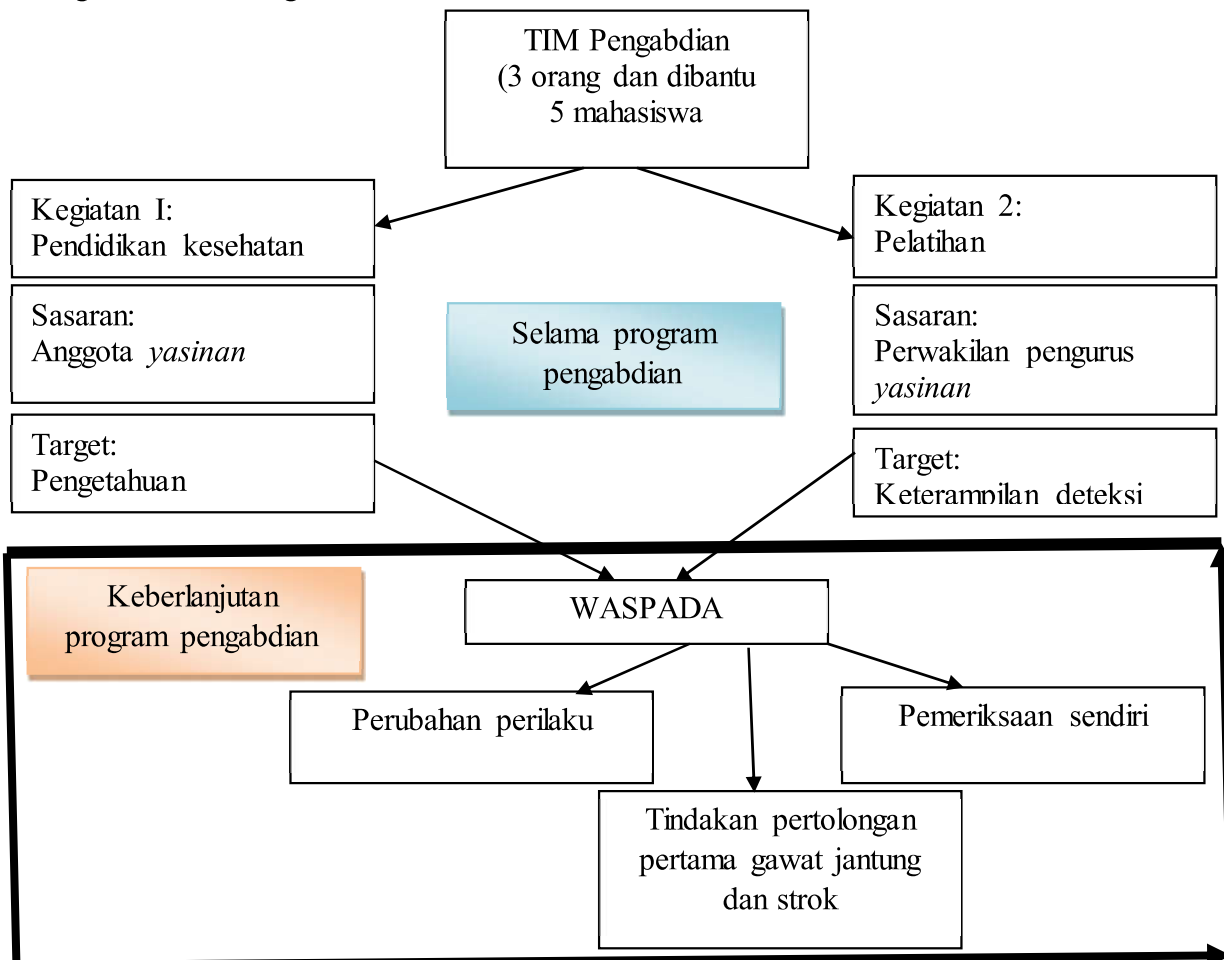 TIM Pengabdian
(3 orang dan dibantu
5 mahasiswa
Kegiatan I:
Pendidikan kesehatan
Kegiatan 2:
Pelatihan
Sasaran:
Anggota yasinan
Selama program
pengabdian
Sasaran:
Perwakilan pengurus
yasinan
Target:
Pengetahuan
Target:
Keterampilan deteksi
Keberlanjutan
program pengabdian
WASPADA
Perubahan perilaku
Pemeriksaan sendiri
Tindakan pertolongan
pertama gawat jantung
dan strok